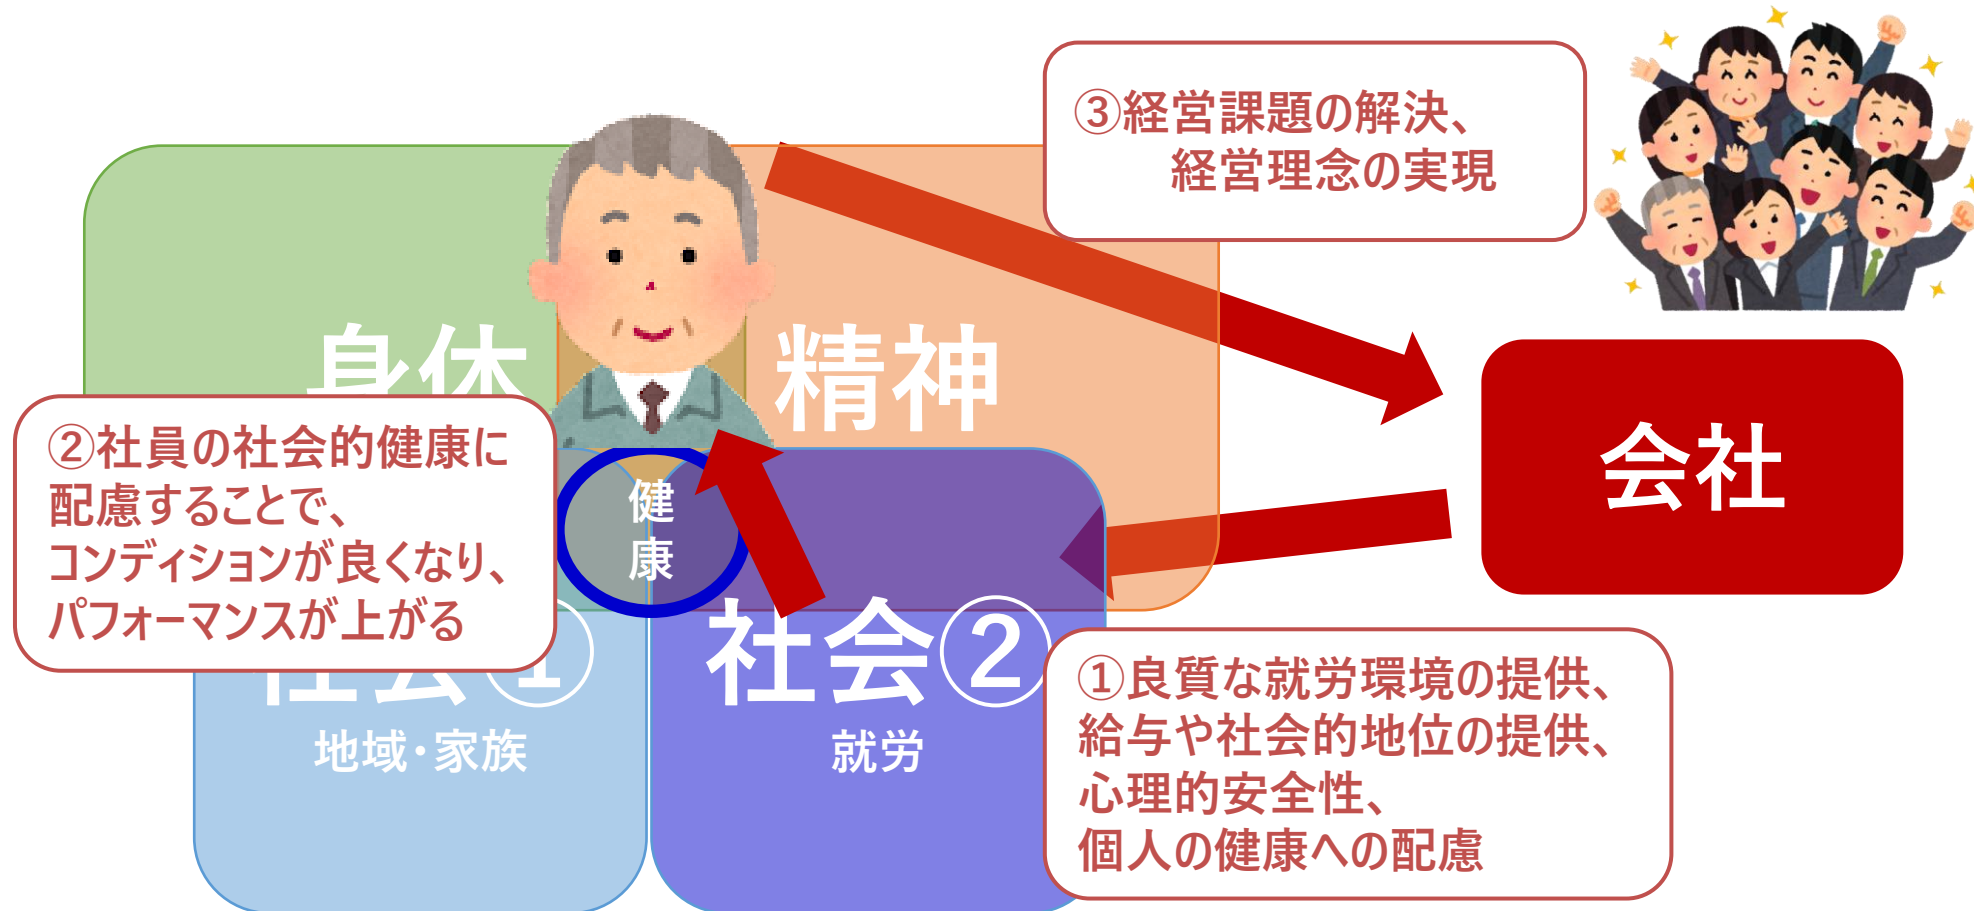 ③経営課題の解決、
経営理念の実現
身体
精神
会社
②社員の社会的健康に
配慮することで、
コンディションが良くなり、
パフォーマンスが上がる
健
康
社会①
地域・家族
社会②
就労
①良質な就労環境の提供、
給与や社会的地位の提供、
心理的安全性、
個人の健康への配慮